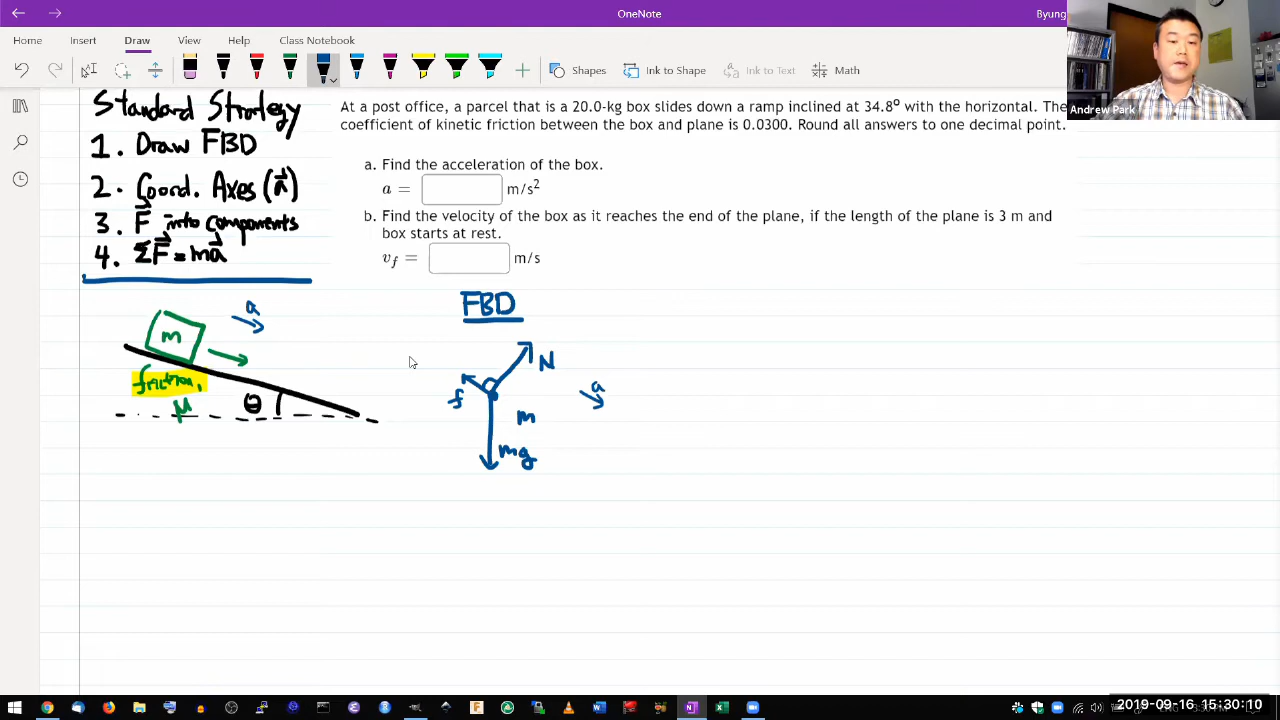 OneNote
Byung
Home Insert Draw View Help Class Notebook
Shapes Ink to Shape Ink to Text Math
Andrew Park
Standard Strategy
1. Draw FBD
2. Coord. Axes (a⃗)
3. F⃗ into components
4. ΣF⃗ = ma⃗
At a post office, a parcel that is a 20.0-kg box slides down a ramp inclined at 34.8° with the horizontal. The
coefficient of kinetic friction between the box and plane is 0.0300. Round all answers to one decimal point.
a. Find the acceleration of the box.
a = m/s²
b. Find the velocity of the box as it reaches the end of the plane, if the length of the plane is 3 m and
box starts at rest.
v_f = m/s
a
m
friction,
μ
θ
FBD
N
f
a
m
mg
2019-09-16 15:30:10